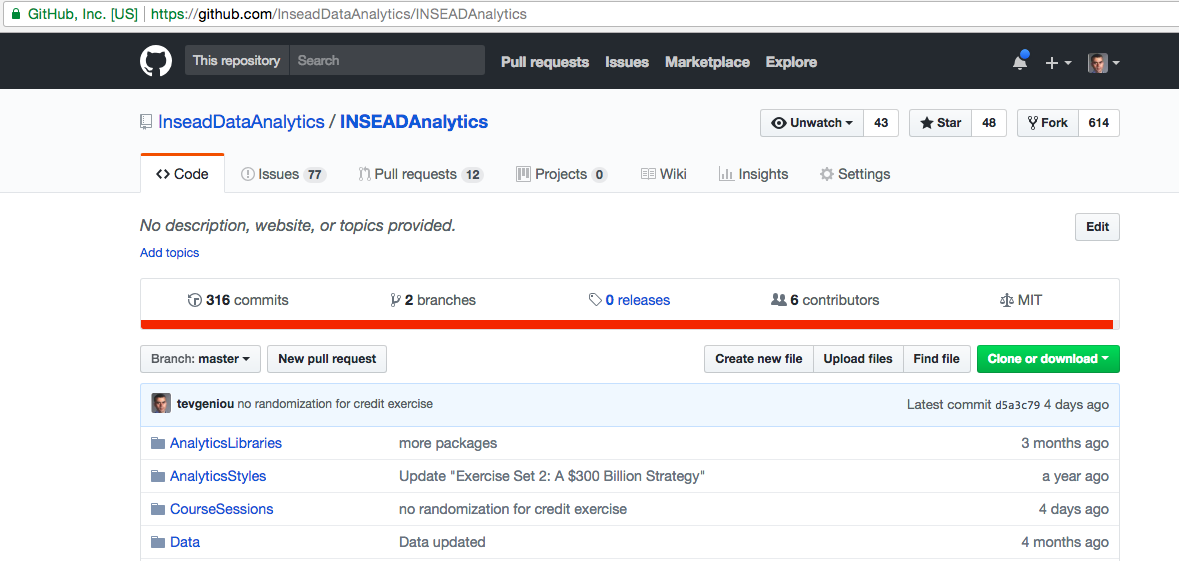 GitHub, Inc. [US] https://github.com/InseadDataAnalytics/INSEADAnalytics
This repository Search Pull requests Issues Marketplace Explore
InseadDataAnalytics / INSEADAnalytics Unwatch 43 Star 48 Fork 614
Code Issues 77 Pull requests 12 Projects 0 Wiki Insights Settings
No description, website, or topics provided. Edit
Add topics
316 commits 2 branches 0 releases 6 contributors MIT
Branch: master New pull request Create new file Upload files Find file Clone or download
tevgeniou no randomization for credit exercise Latest commit d5a3c79 4 days ago
AnalyticsLibraries more packages 3 months ago
AnalyticsStyles Update "Exercise Set 2: A $300 Billion Strategy" a year ago
CourseSessions no randomization for credit exercise 4 days ago
Data Data updated 4 months ago